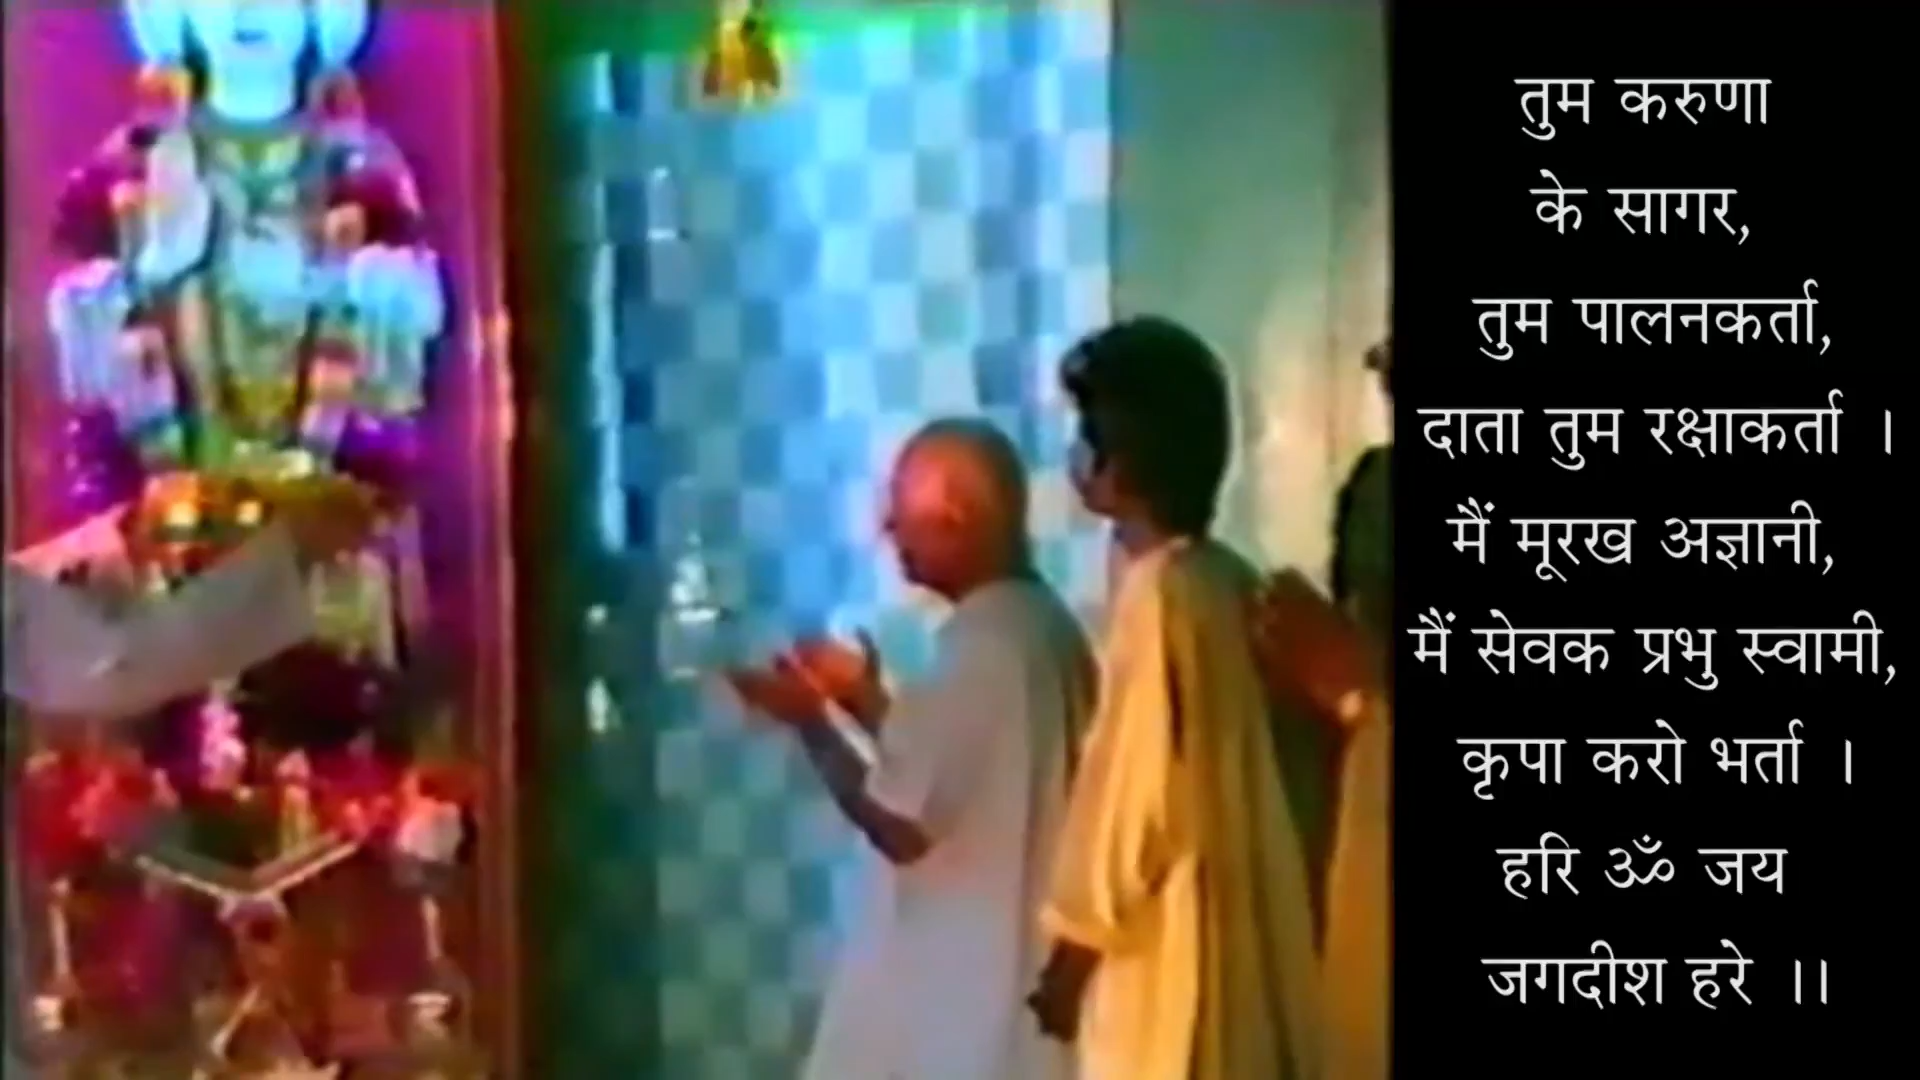 तुम करुणा
के सागर,
तुम पालनकर्ता,
दाता तुम रक्षाकर्ता ।
मैं मूरख अज्ञानी,
मैं सेवक प्रभु स्वामी,
कृपा करो भर्ता ।
हरि ॐ जय
जगदीश हरे ।।